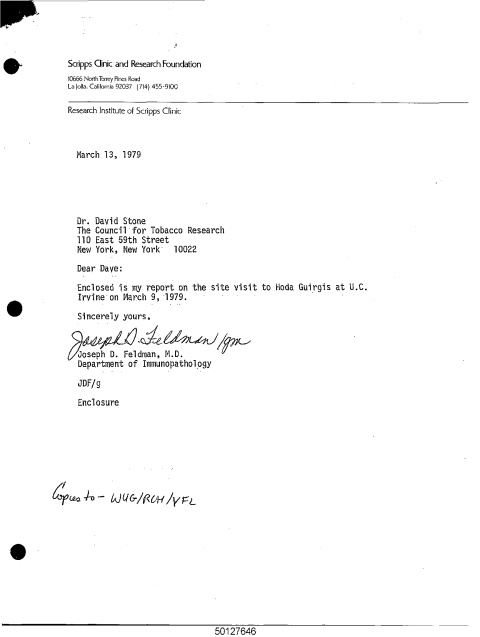 Scripps Clinic and Research Foundation
10666 North Torrey Pines Road
La Jolla, California 92037 (714) 455-9100
Research Institute of Scripps Clinic
March 13, 1979
Dr. David Stone
The Council for Tobacco Research
110 East 59th Street
New York, New York 10022
Dear Dave:
Enclosed is my report on the site visit to Hoda Guirgis at U.C.
Irvine on March 9, 1979.
Sincerely yours,
Joseph D. Feldman/gm
Joseph D. Feldman, M.D.
Department of Immunopathology
JDF/g
Enclosure
Copies to - WUG/RCH/VFL
50127646